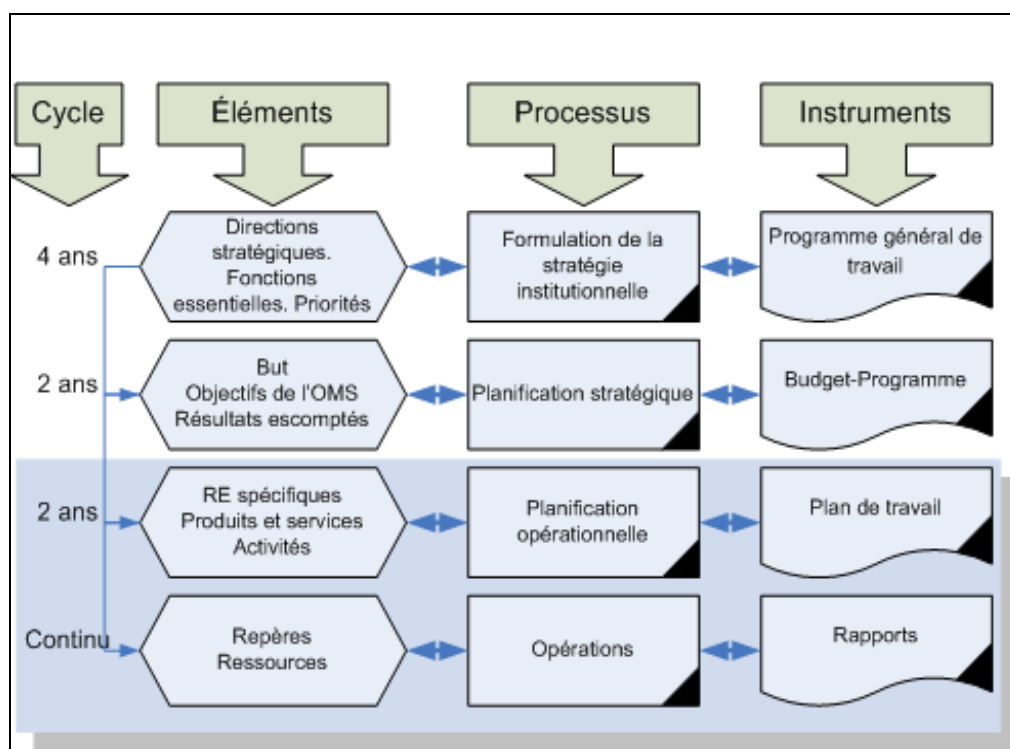 Cycle
Éléments
Processus
Instruments
4 ans
Directions
stratégiques.
Fonctions
essentielles. Priorités
Formulation de la
stratégie
institutionnelle
Programme général de
travail
2 ans
But
Objectifs de l'OMS
Résultats escomptés
Planification stratégique
Budget-Programme
2 ans
RE spécifiques
Produits et services
Activités
Planification
opérationnelle
Plan de travail
Continu
Repères
Ressources
Opérations
Rapports